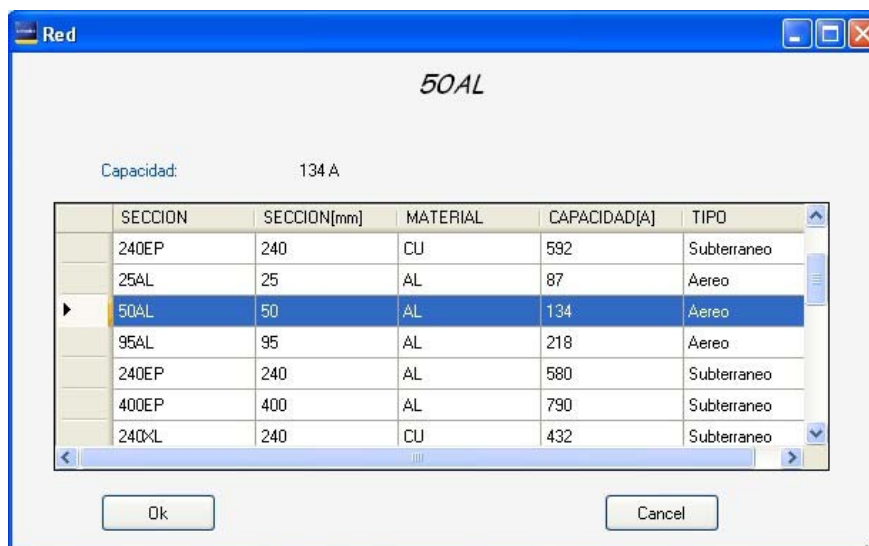 Red
50AL
Capacidad: 134 A
SECCION SECCION[mm] MATERIAL CAPACIDAD[A] TIPO
240EP 240 CU 592 Subterraneo
25AL 25 AL 87 Aereo
50AL 50 AL 134 Aereo
95AL 95 AL 218 Aereo
240EP 240 AL 580 Subterraneo
400EP 400 AL 790 Subterraneo
240XL 240 CU 432 Subterraneo
Ok Cancel